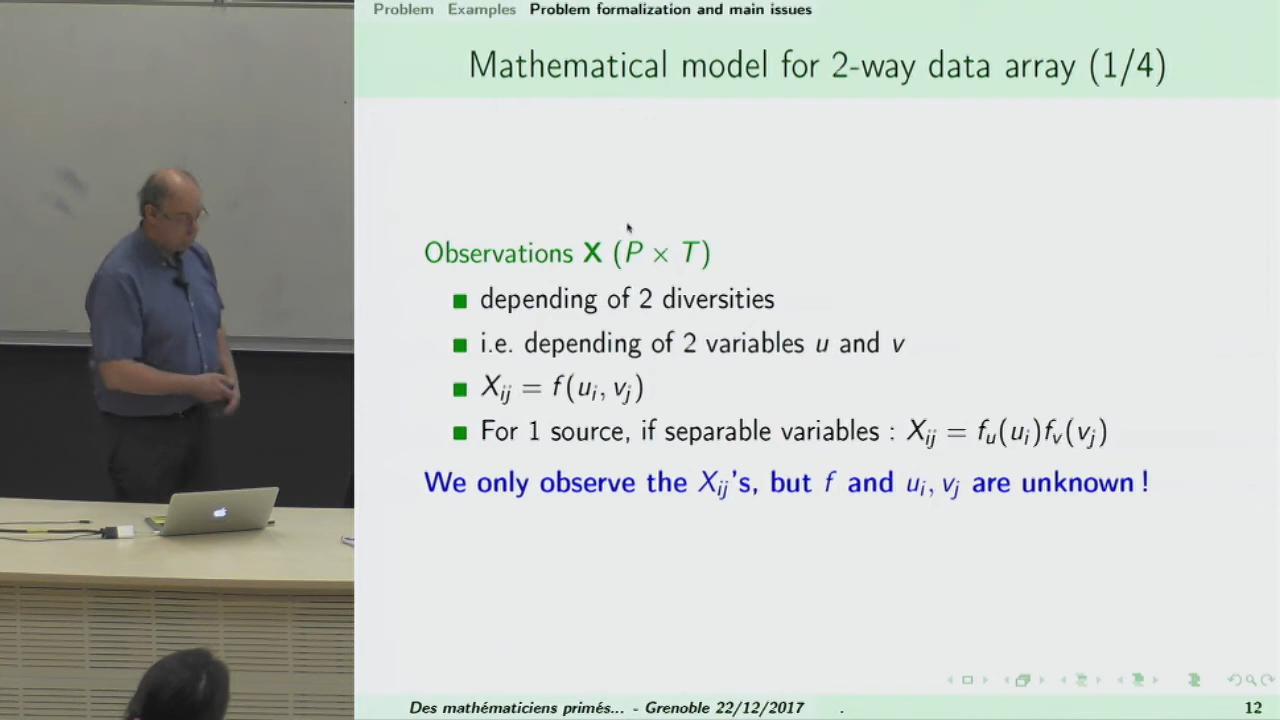 Problem Examples Problem formalization and main issues
Mathematical model for 2-way data array (1/4)
Observations X (P × T)
depending of 2 diversities
i.e. depending of 2 variables u and v
X_ij = f(u_i, v_j)
For 1 source, if separable variables : X_ij = f_u(u_i)f_v(v_j)
We only observe the X_ij's, but f and u_i, v_j are unknown !
Des mathématiciens primés... - Grenoble 22/12/2017 . 12